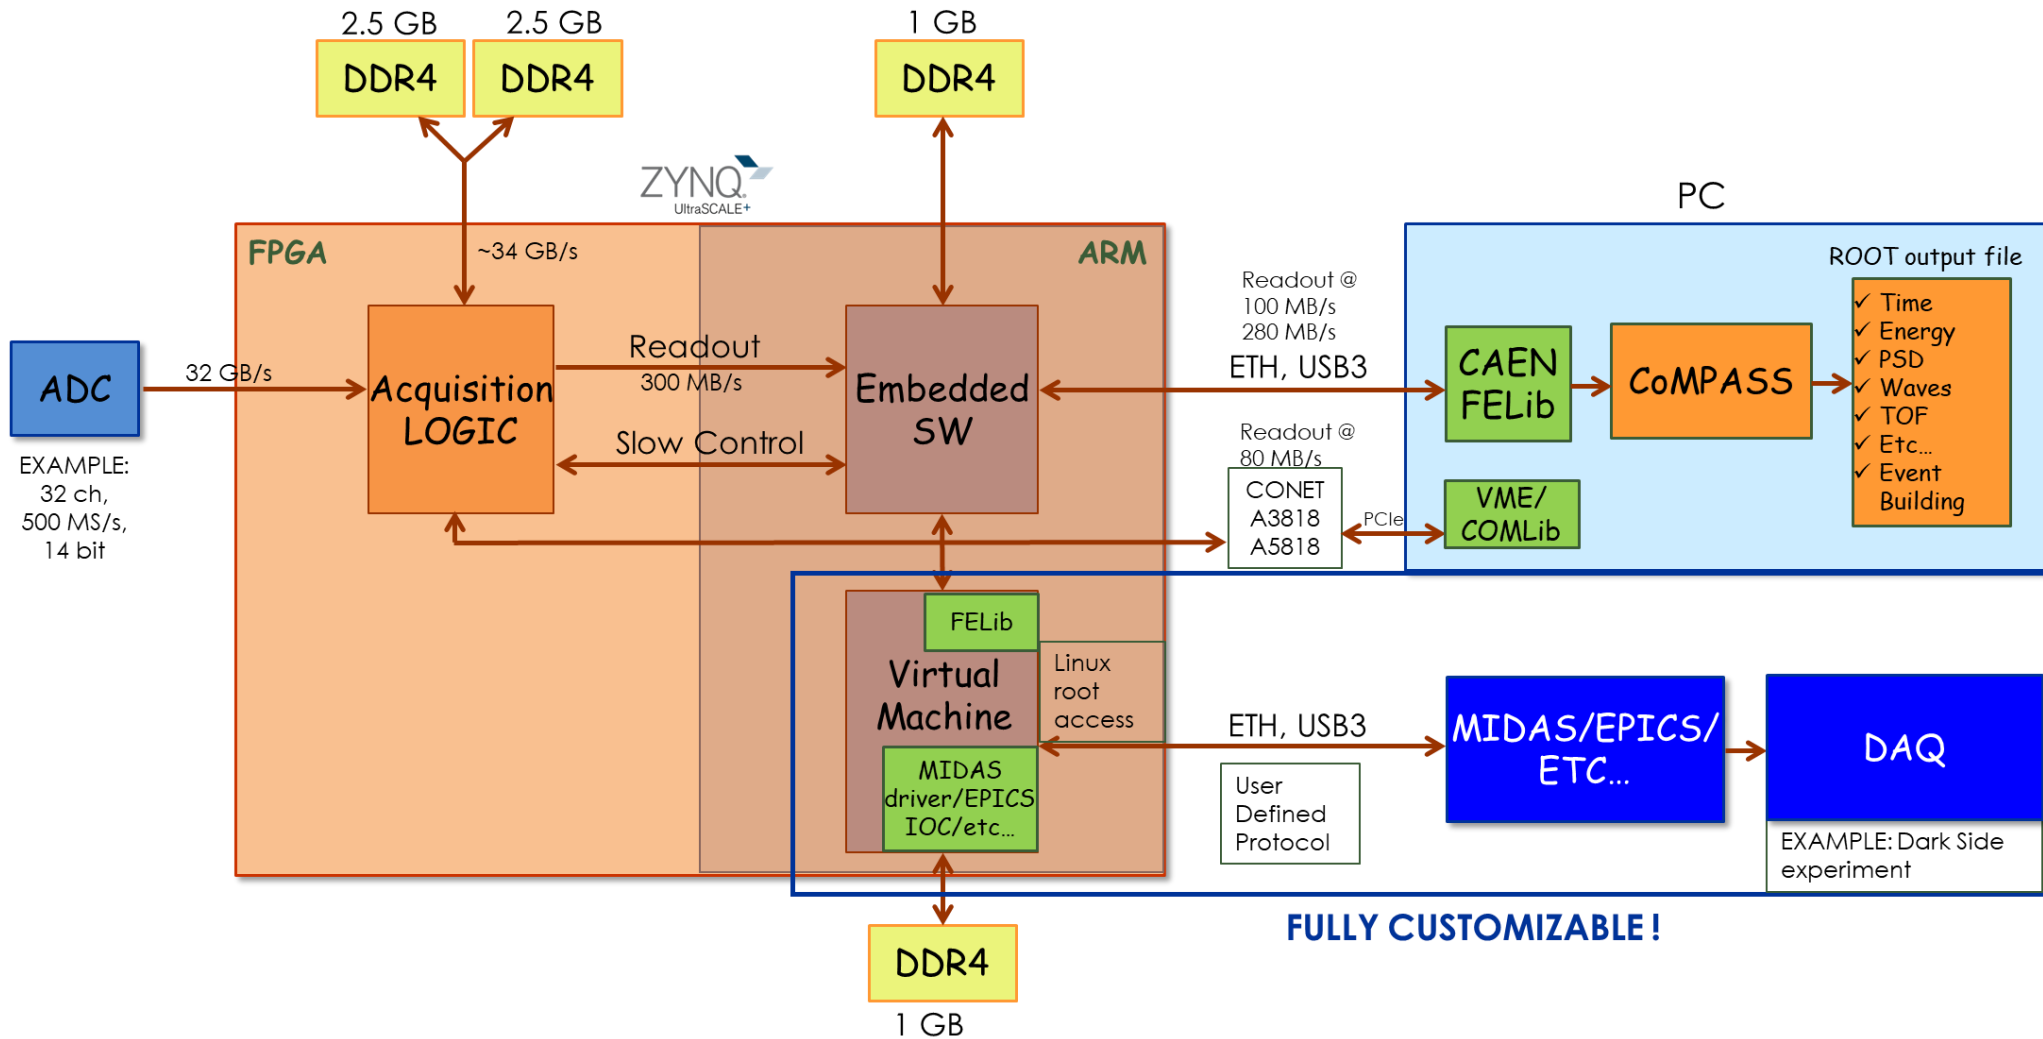 2.5 GB
2.5 GB
1 GB
DDR4
DDR4
DDR4
ZYNQ.
UltraSCALE+
PC
FPGA
~34 GB/s
ARM
ADC
32 GB/s
EXAMPLE:
32 ch,
500 MS/s,
14 bit
Acquisition
LOGIC
Readout
300 MB/s
Slow Control
Embedded
SW
Readout @
100 MB/s
280 MB/s
ETH, USB3
CAEN
FELib
CoMPASS
ROOT output file
✓ Time
✓ Energy
✓ PSD
✓ Waves
✓ TOF
✓ Etc...
✓ Event
Building
Readout @
80 MB/s
CONET
A3818
A5818
PCIe
VME/
COMLib
FELib
Virtual
Machine
Linux
root
access
MIDAS
driver/EPICS
IOC/etc...
ETH, USB3
User
Defined
Protocol
MIDAS/EPICS/
ETC...
DAQ
EXAMPLE: Dark Side
experiment
FULLY CUSTOMIZABLE !
DDR4
1 GB